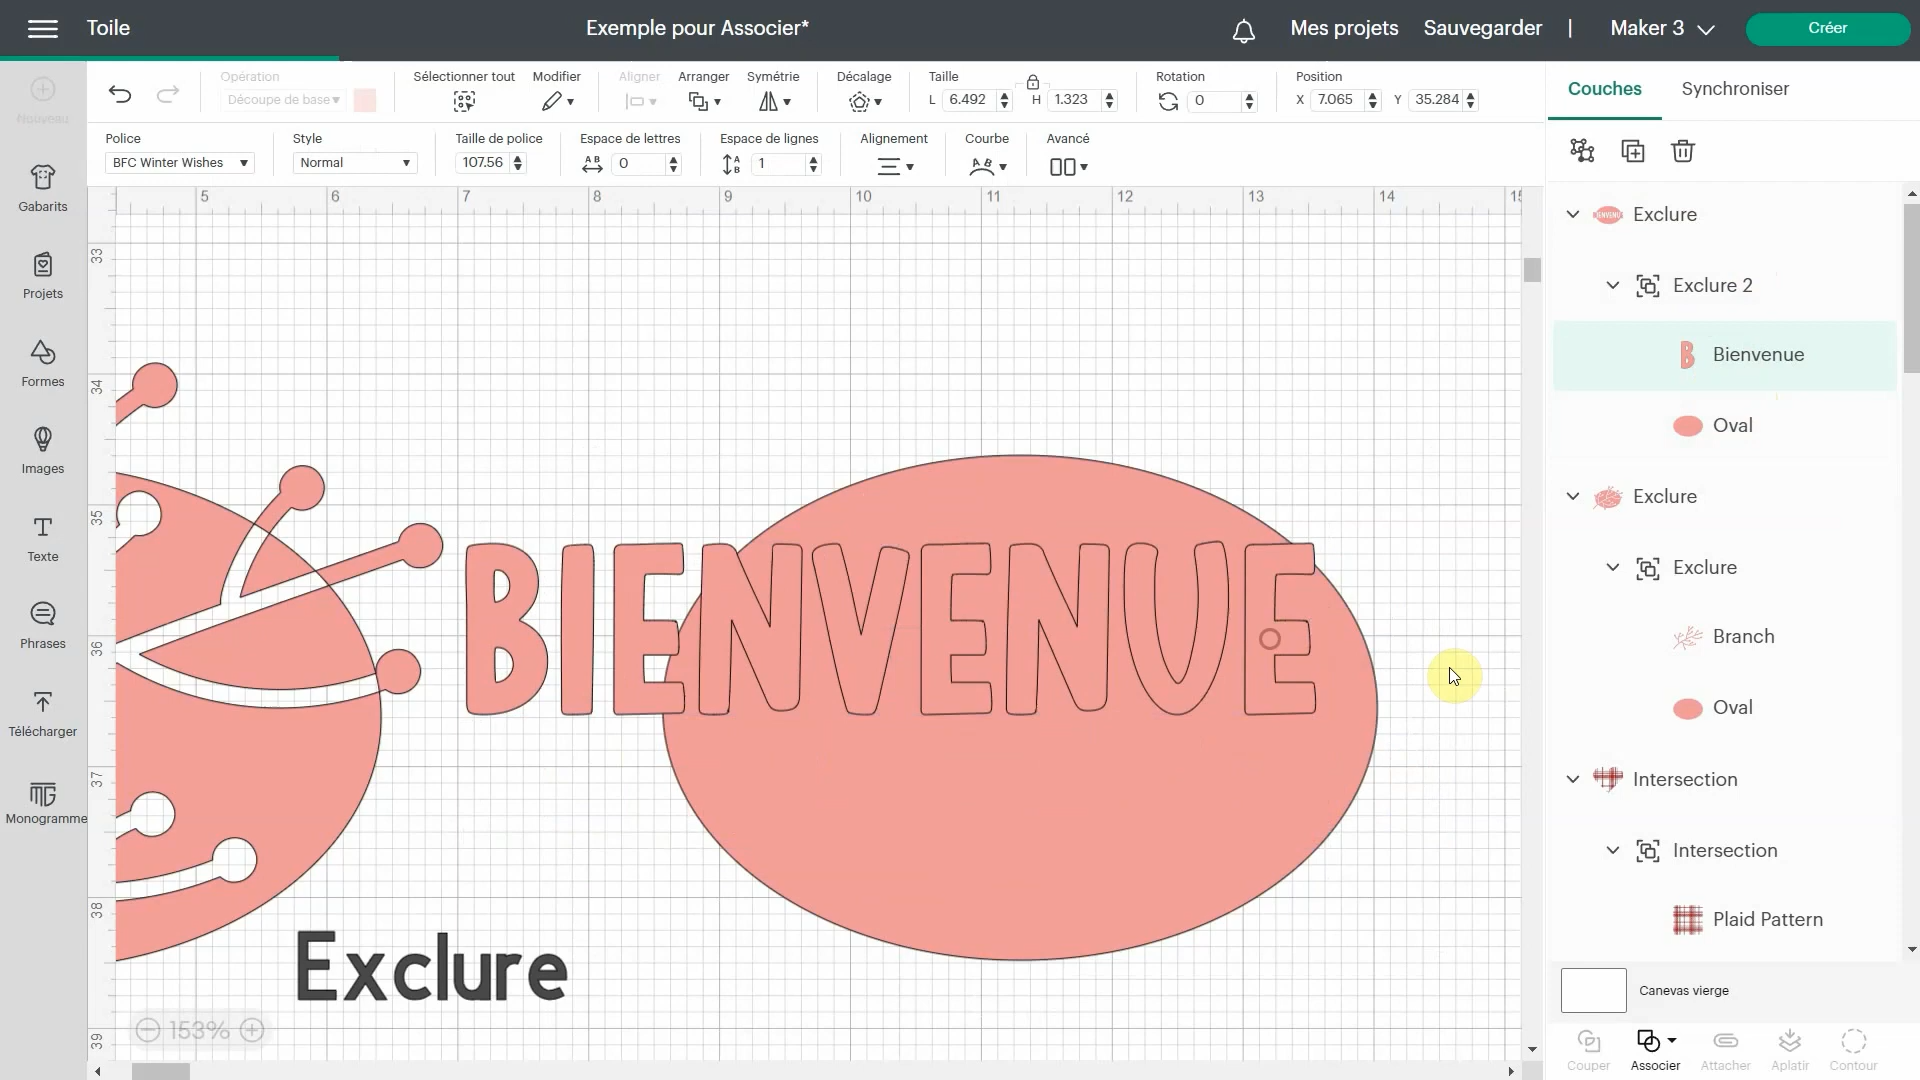 Toile
Exemple pour Associer*
Mes projets
Sauvegarder
|
Maker 3
Créer
Nouveau
Gabarits
Projets
Formes
Images
Texte
Phrases
Télécharger
Monogramme
Opération
Découpe de base
Sélectionner tout
Modifier
Aligner
Arranger
Symétrie
Décalage
Taille
L 6.492
H 1.323
Rotation
0
Position
X 7.065
Y 35.284
Police
BFC Winter Wishes
Style
Normal
Taille de police
107.56
Espace de lettres
0
Espace de lignes
1
Alignement
Courbe
Avancé
5 6 7 8 9 10 11 12 13 14 15
33
34
35
36
37
38
39
BIENVENUE
Exclure
153%
Couches
Synchroniser
Exclure
Exclure 2
Bienvenue
Oval
Exclure
Exclure
Branch
Oval
Intersection
Intersection
Plaid Pattern
Canevas vierge
Couper
Associer
Attacher
Aplatir
Contour